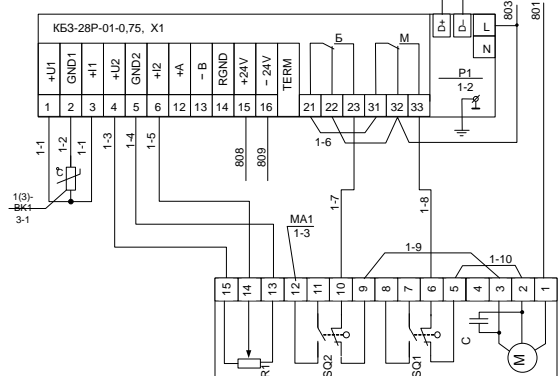 КБЗ-28Р-01-0,75, X1
D+ D– L
N
803
801
Б М
+U1 GND1 +I1 +U2 GND2 +I2 +A – B RGND +24V – 24V TERM
P1
1-2
1 2 3 4 5 6 12 13 14 15 16 21 22 23 31 32 33
1-1 1-2 1-1 1-3 1-4 1-5 808 809
1-6
C°
1(3)-
BK1
3-1
1-7 1-8
MA1
1-3
1-9
1-10
15 14 13 12 11 10 9 8 7 6 5 4 3 2 1
R1 SQ2 SQ1 C M